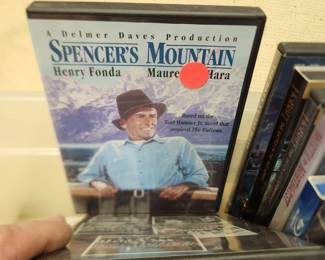 A Delmer Daves Production
SPENCER'S MOUNTAIN
Henry Fonda Maure Hara
Based on the
Earl Hamner Jr. novel that
inspired The Waltons